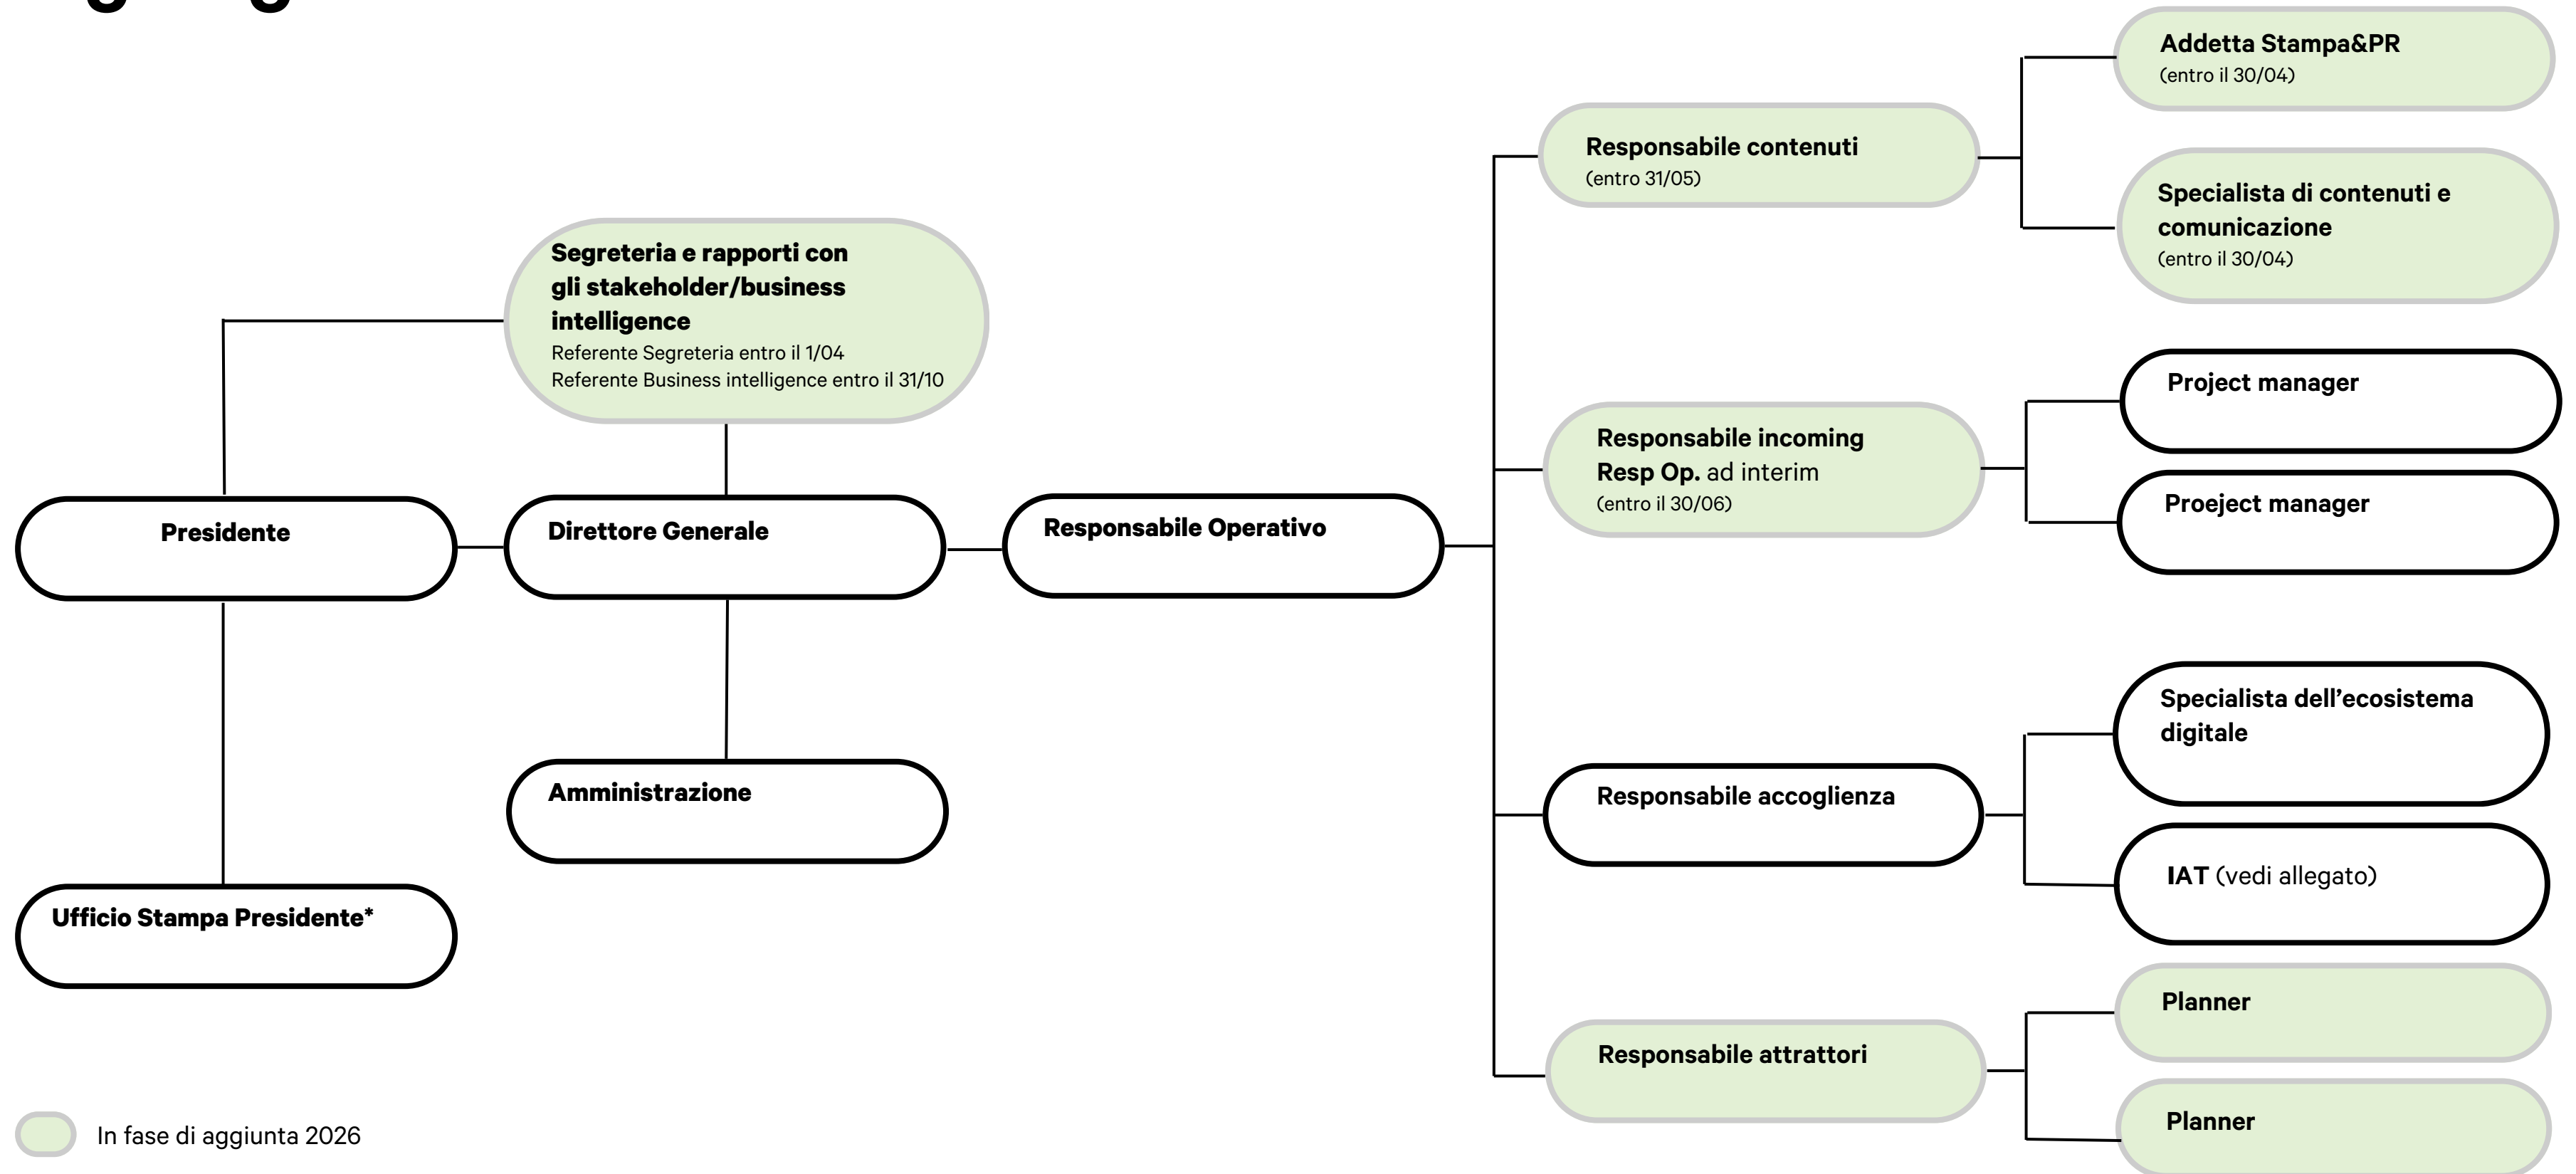 Addetta Stampa&PR
(entro il 30/04)
Responsabile contenuti
(entro 31/05)
Specialista di contenuti e
comunicazione
(entro il 30/04)
Segreteria e rapporti con
gli stakeholder/business
intelligence
Referente Segreteria entro il 1/04
Referente Business intelligence entro il 31/10
Project manager
Responsabile incoming
Resp Op. ad interim
(entro il 30/06)
Proeject manager
Presidente
Direttore Generale
Responsabile Operativo
Specialista dell’ecosistema
digitale
Amministrazione
Responsabile accoglienza
IAT (vedi allegato)
Ufficio Stampa Presidente*
Planner
Responsabile attrattori
Planner
In fase di aggiunta 2026